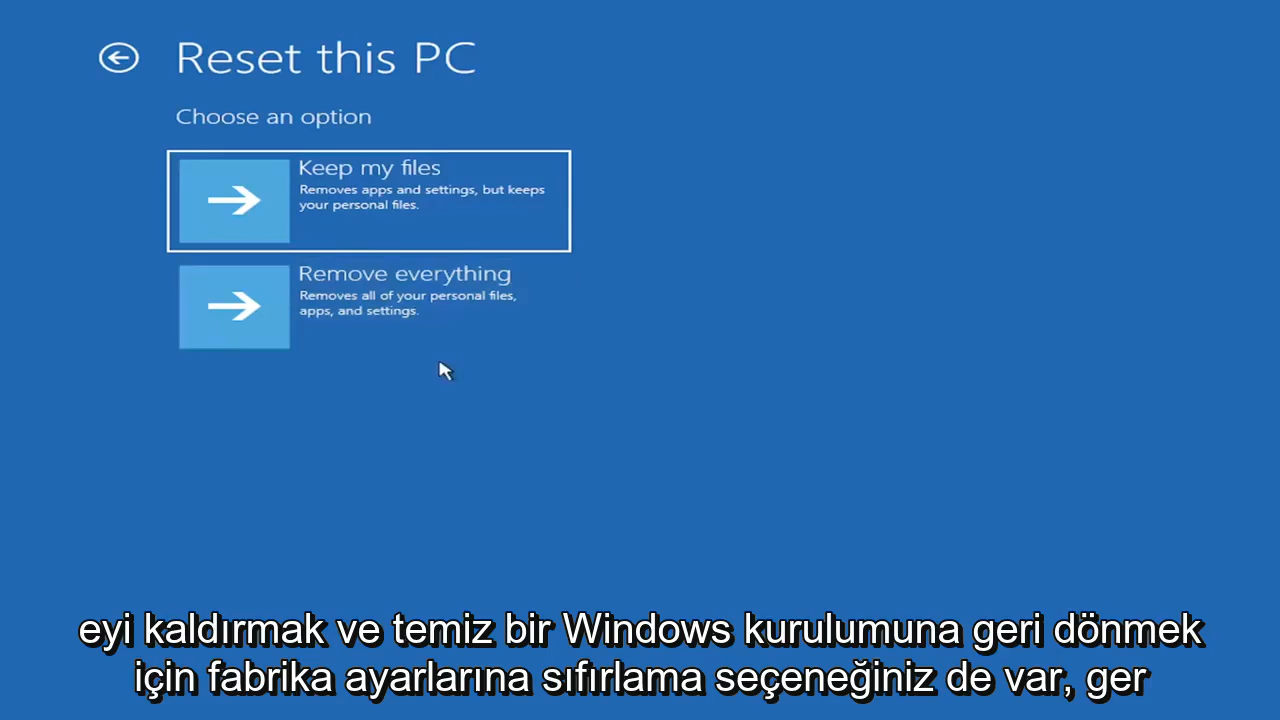 Reset this PC
Choose an option
Keep my files
Removes apps and settings, but keeps
your personal files.
Remove everything
Removes all of your personal files,
apps, and settings.
eyi kaldırmak ve temiz bir Windows kurulumuna geri dönmek
için fabrika ayarlarına sıfırlama seçeneğiniz de var, ger